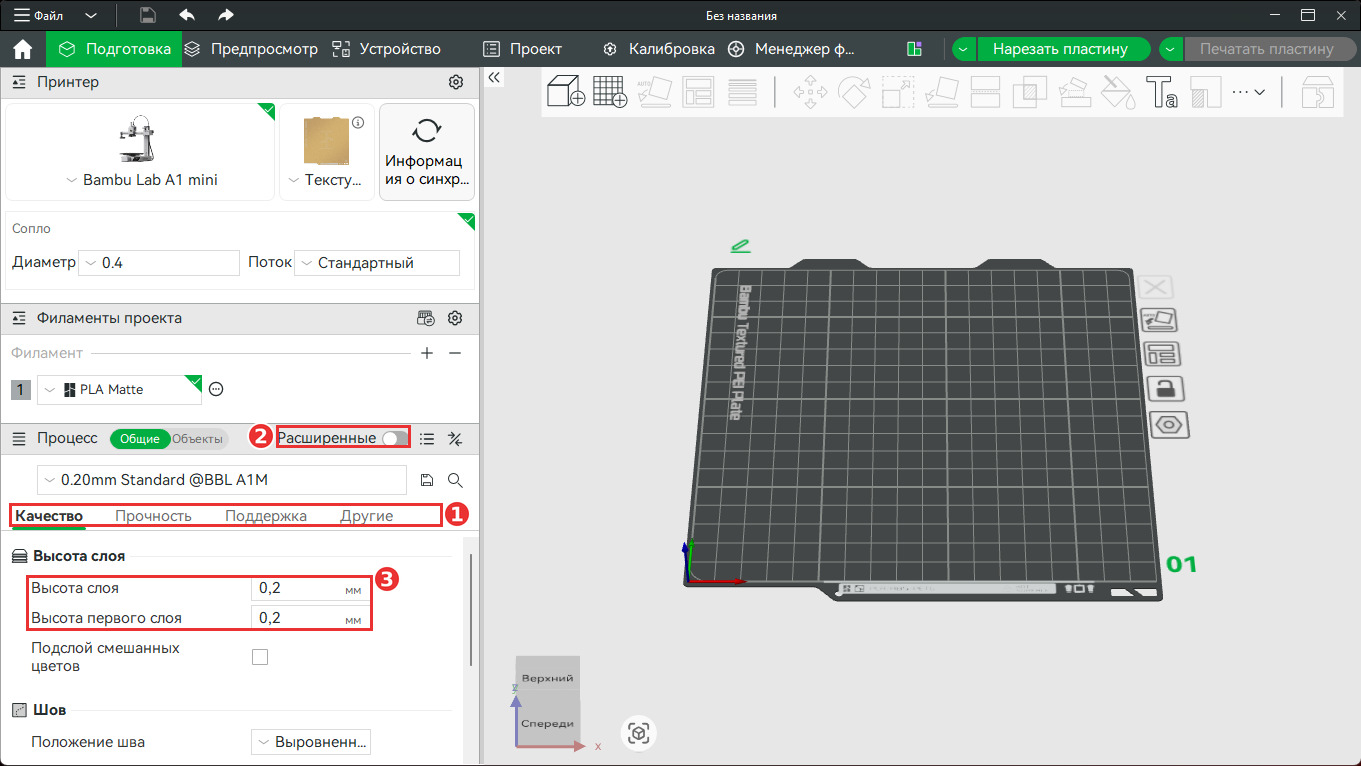 Файл
Без названия
Подготовка
Предпросмотр
Устройство
Проект
Калибровка
Менеджер ф...
Нарезать пластину
Печатать пластину
Принтер
Bambu Lab A1 mini
Тексту...
Информац
ия о синхр...
Сопло
Диаметр
0.4
Поток
Стандартный
Филаменты проекта
Филамент
1
PLA Matte
Процесс
Общие
Объекты
2
Расширенные
0.20mm Standard @BBL A1M
Качество
Прочность
Поддержка
Другие
1
Высота слоя
3
Высота слоя
0,2
мм
Высота первого слоя
0,2
мм
Подслой смешанных
цветов
Шов
Положение шва
Выровненн...
AUTO
Ta
Bambu Textured PEI Plate
01
Верхний
Спереди
z
x